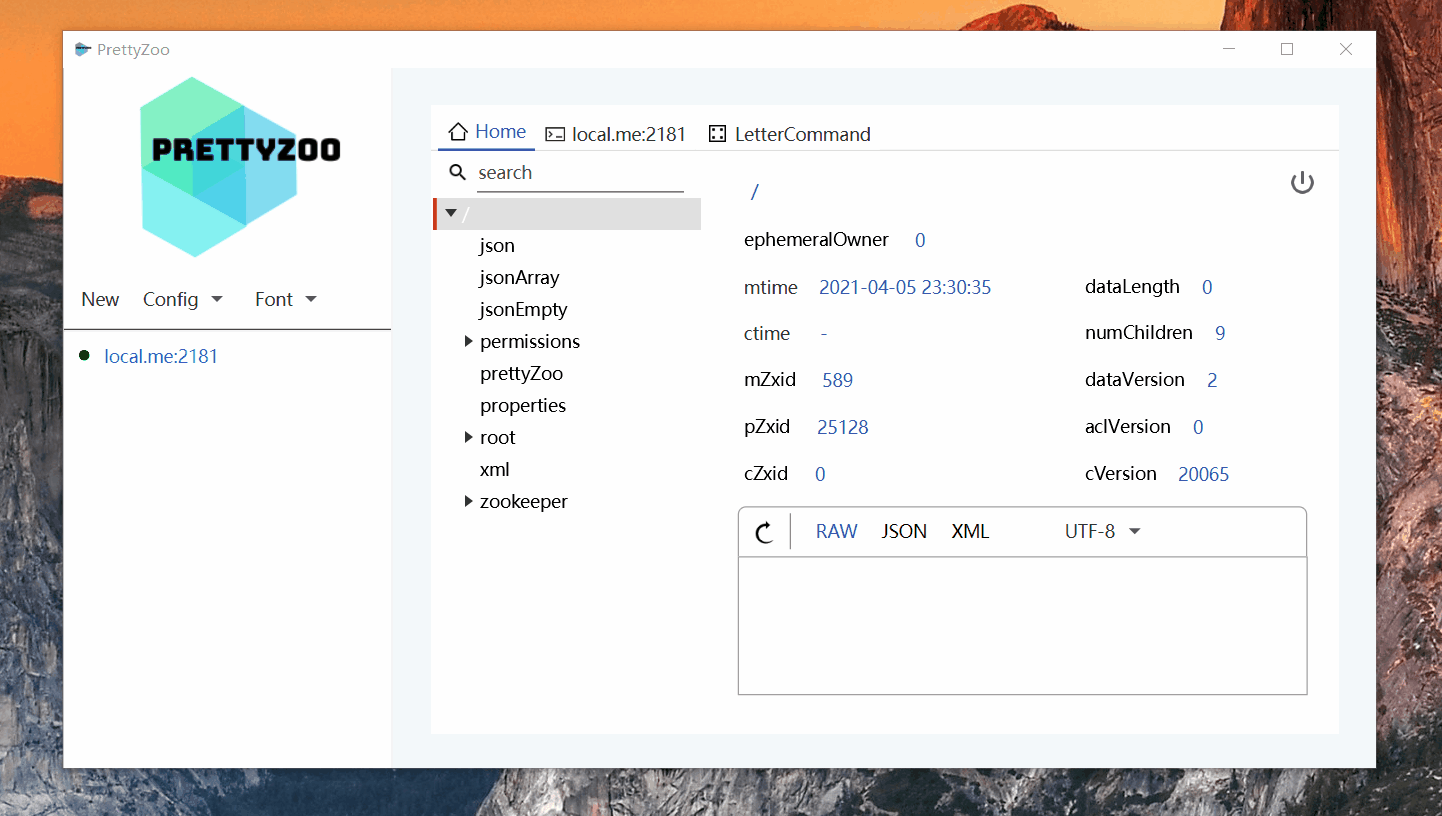 PrettyZoo
PRETTYZOO
New Config Font
local.me:2181
Home local.me:2181 LetterCommand
search
/
json
jsonArray
jsonEmpty
permissions
prettyZoo
properties
root
xml
zookeeper
/
ephemeralOwner 0
mtime 2021-04-05 23:30:35 dataLength 0
ctime - numChildren 9
mZxid 589 dataVersion 2
pZxid 25128 aclVersion 0
cZxid 0 cVersion 20065
RAW JSON XML UTF-8